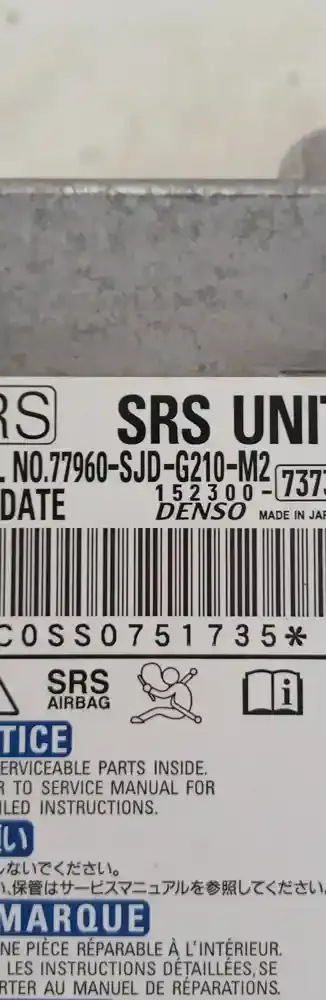 RS SRS UNIT
L NO.77960-SJD-G210-M2
152300- 737
DATE DENSO MADE IN JAP
C0SS0751735*
SRS
AIRBAG
TICE
ERVICEABLE PARTS INSIDE.
R TO SERVICE MANUAL FOR
ILED INSTRUCTIONS.
い
しないでください。
い、保管はサービスマニュアルを参照してください。
MARQUE
NE PIÈCE RÉPARABLE À L'INTÉRIEUR.
LES INSTRUCTIONS DÉTAILLÉES, SE
RTER AU MANUEL DE RÉPARATIONS.